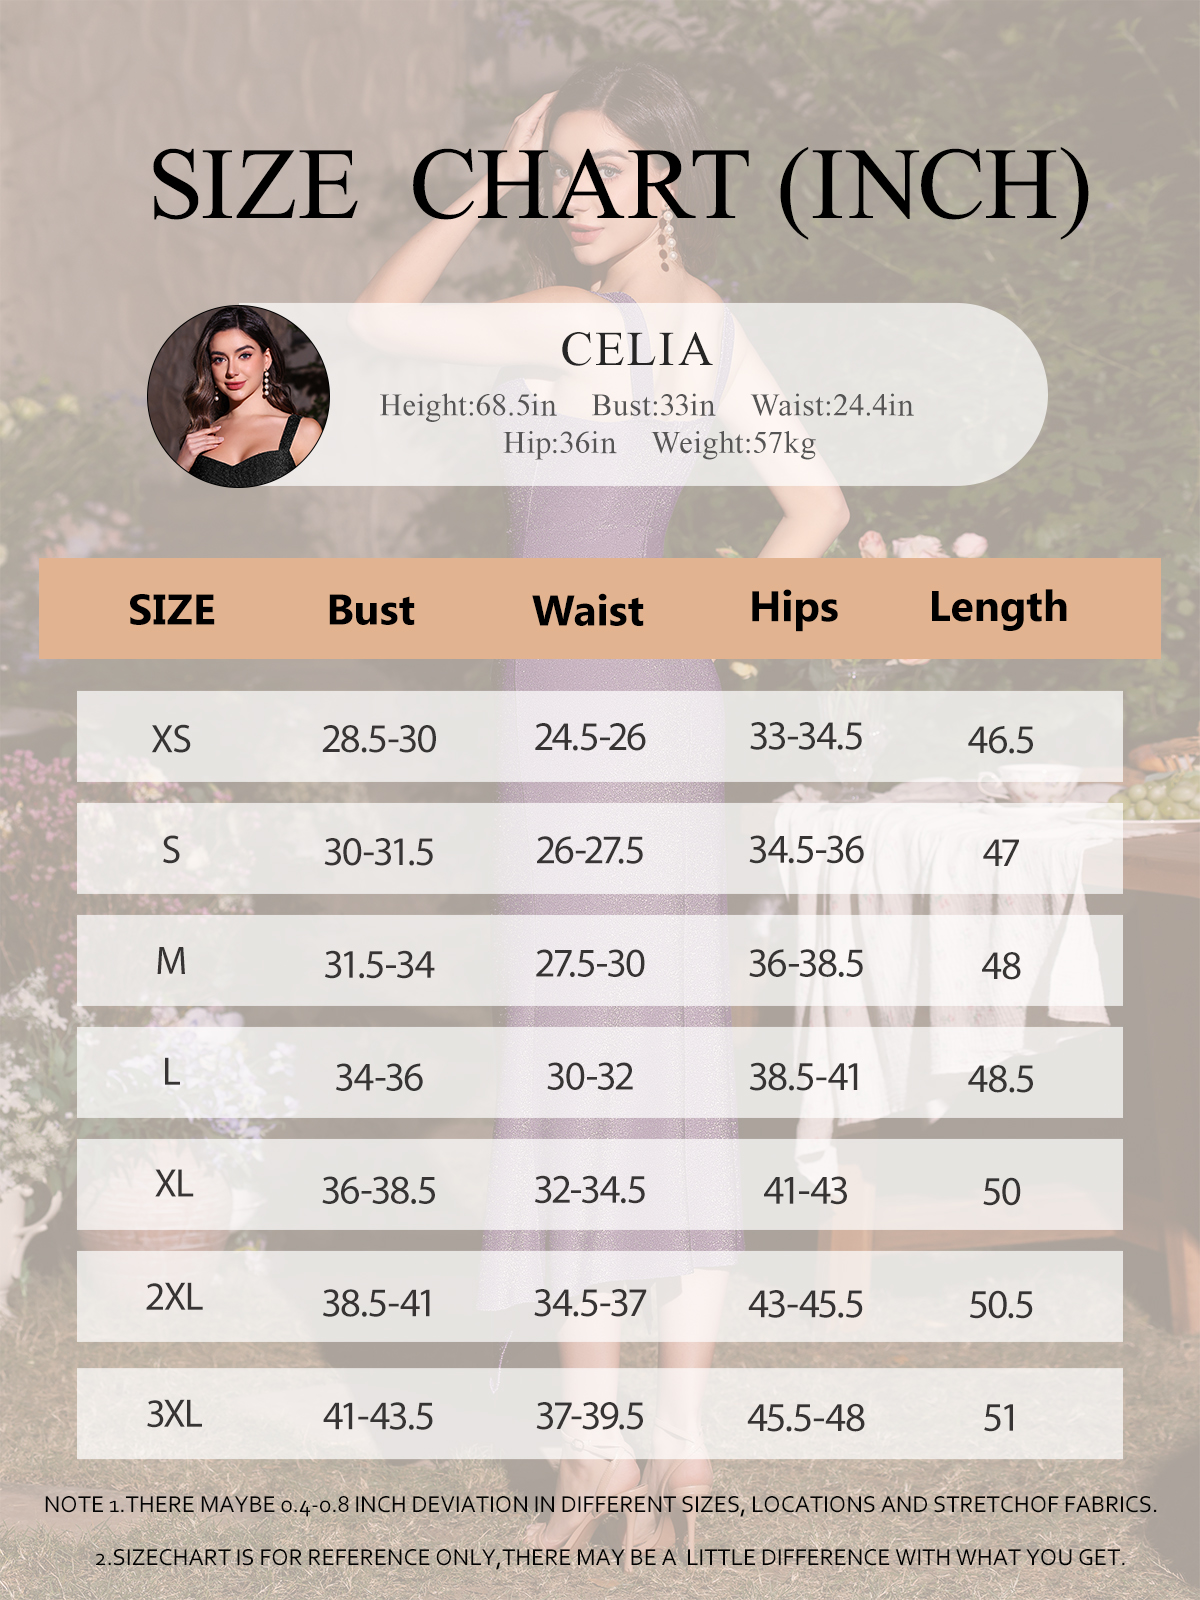 SIZE CHART (INCH)
CELIA
Height:68.5in Bust:33in Waist:24.4in
Hip:36in Weight:57kg
SIZE Bust Waist Hips Length
XS 28.5-30 24.5-26 33-34.5 46.5
S 30-31.5 26-27.5 34.5-36 47
M 31.5-34 27.5-30 36-38.5 48
L 34-36 30-32 38.5-41 48.5
XL 36-38.5 32-34.5 41-43 50
2XL 38.5-41 34.5-37 43-45.5 50.5
3XL 41-43.5 37-39.5 45.5-48 51
NOTE 1.THERE MAYBE 0.4-0.8 INCH DEVIATION IN DIFFERENT SIZES, LOCATIONS AND STRETCHOF FABRICS.
2.SIZECHART IS FOR REFERENCE ONLY,THERE MAY BE A LITTLE DIFFERENCE WITH WHAT YOU GET.